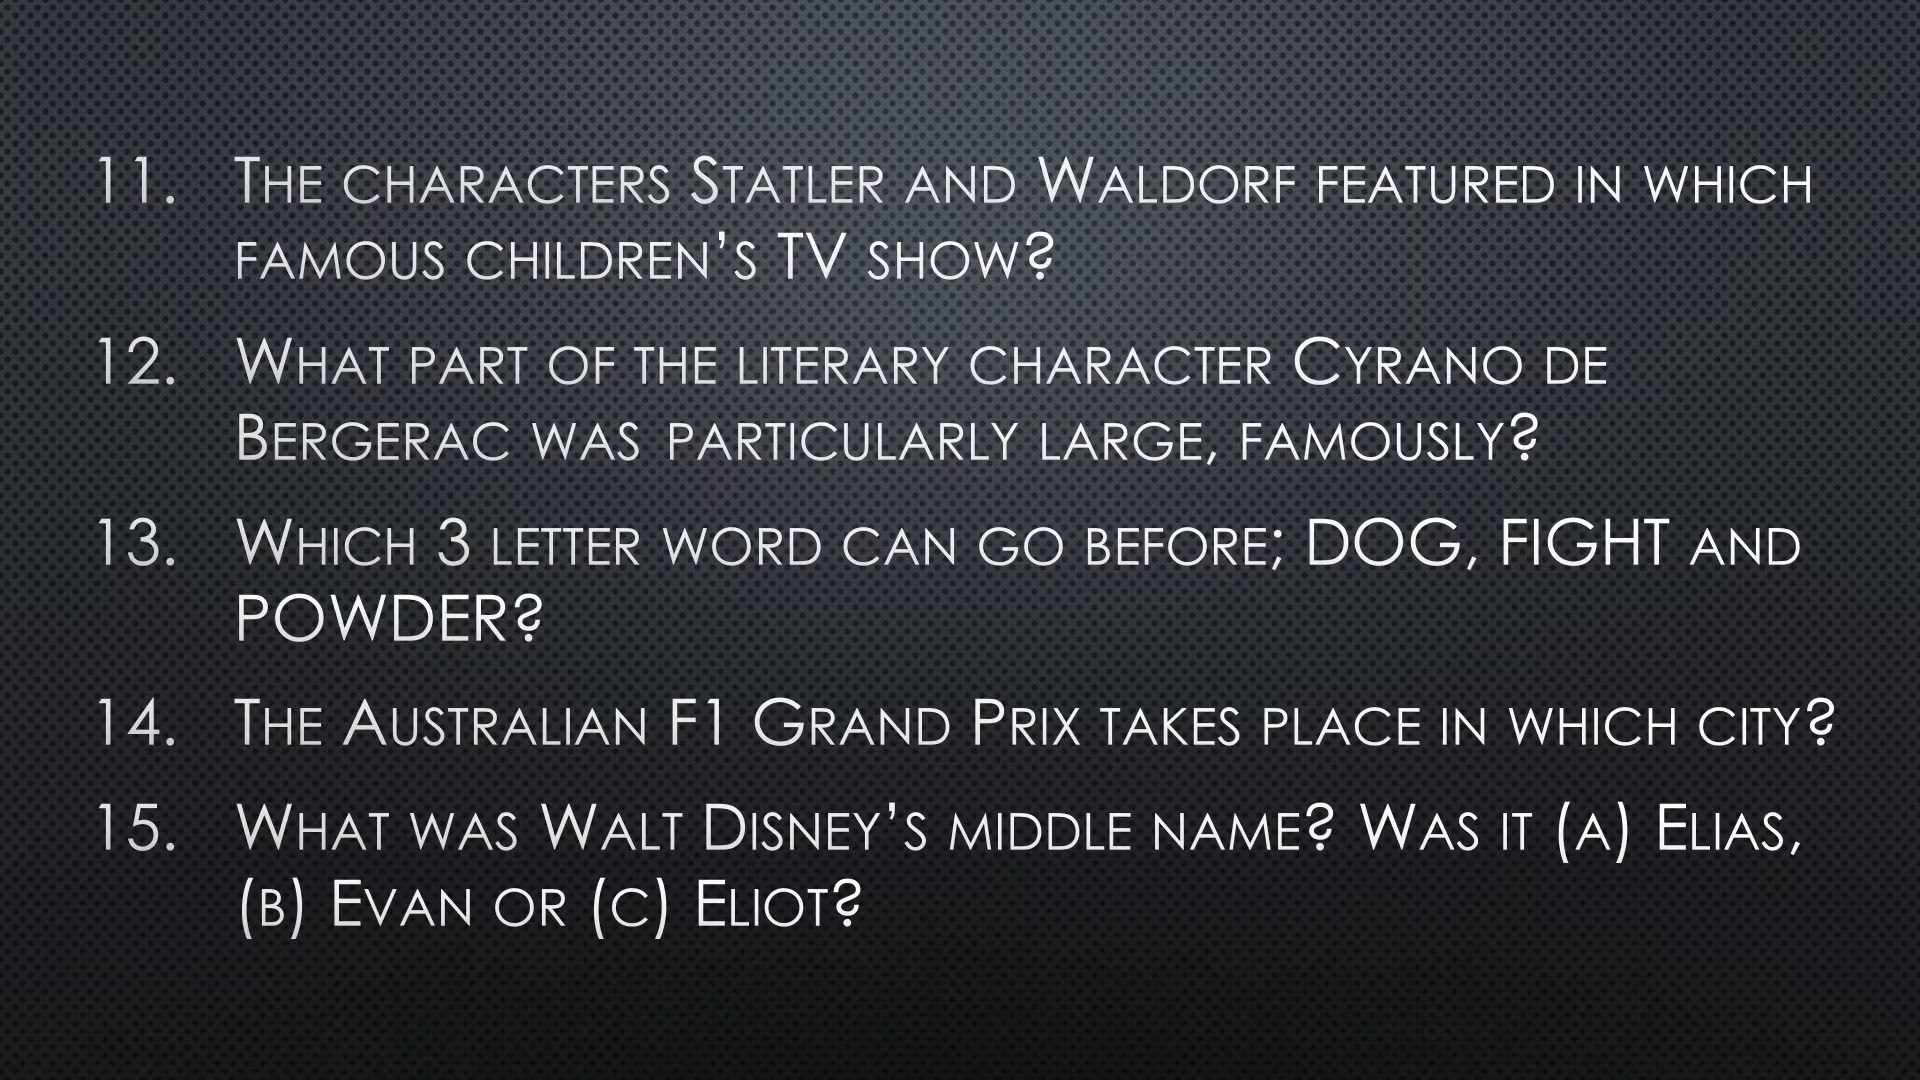 11. The characters Statler and Waldorf featured in which
famous children’s TV show?
12. What part of the literary character Cyrano de
Bergerac was particularly large, famously?
13. Which 3 letter word can go before; DOG, FIGHT and
POWDER?
14. The Australian F1 Grand Prix takes place in which city?
15. What was Walt Disney’s middle name? Was it (a) Elias,
(b) Evan or (c) Eliot?